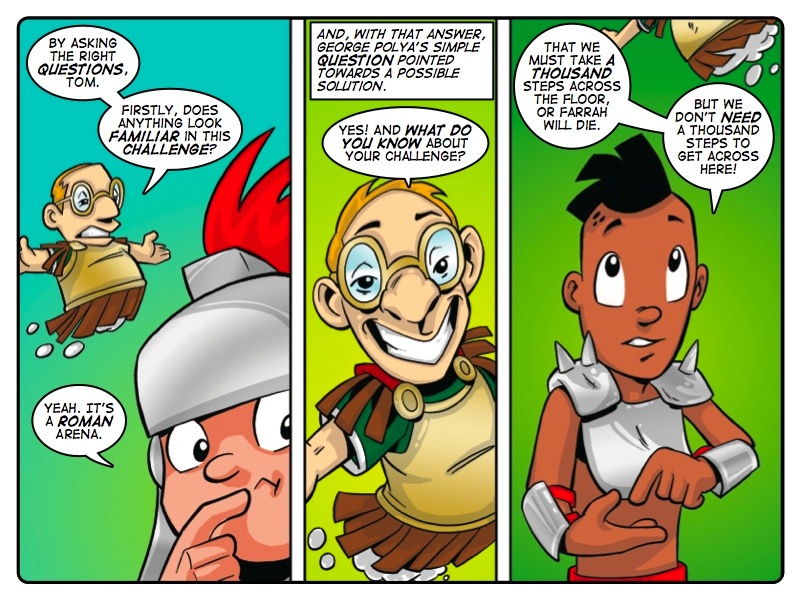 BY ASKING
THE RIGHT
QUESTIONS,
TOM.
FIRSTLY, DOES
ANYTHING LOOK
FAMILIAR IN THIS
CHALLENGE?
YEAH. IT'S
A ROMAN
ARENA.
AND, WITH THAT ANSWER,
GEORGE POLYA'S SIMPLE
QUESTION POINTED
TOWARDS A POSSIBLE
SOLUTION.
YES! AND WHAT DO
YOU KNOW ABOUT
YOUR CHALLENGE?
THAT WE
MUST TAKE A
THOUSAND
STEPS ACROSS
THE FLOOR,
OR FARRAH
WILL DIE.
BUT WE
DON'T NEED
A THOUSAND
STEPS TO
GET ACROSS
HERE!